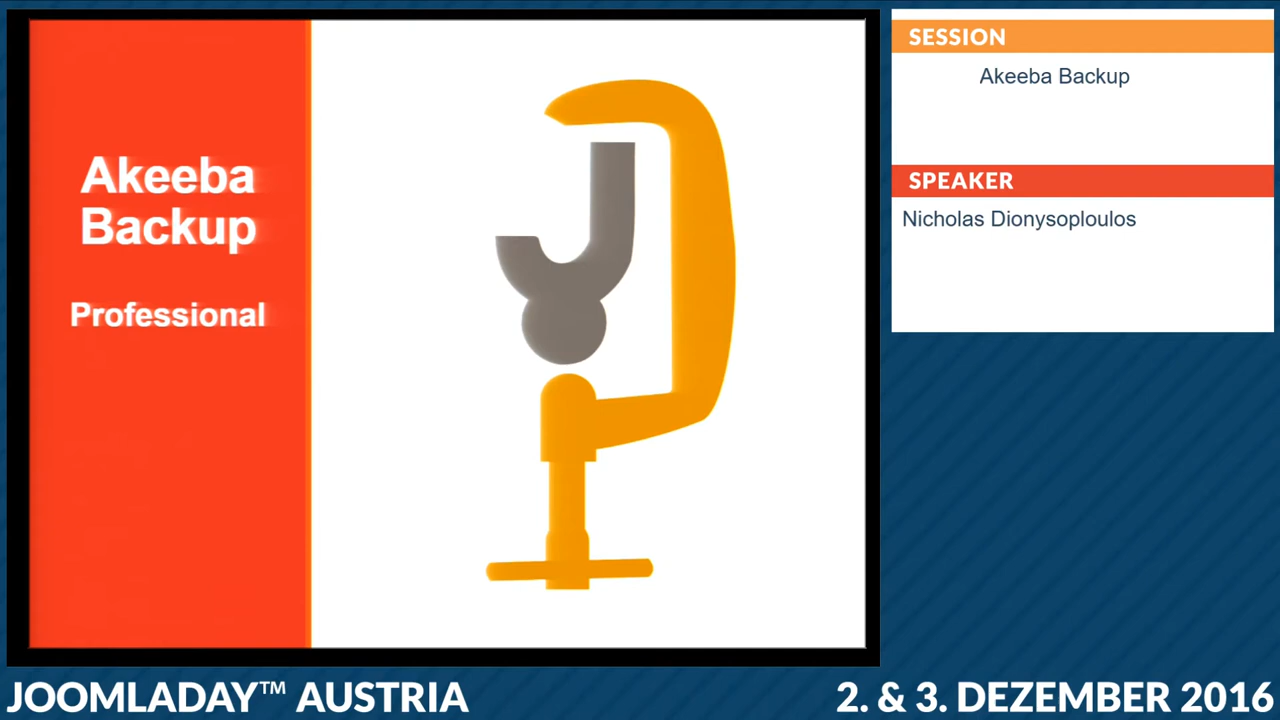 Akeeba
Backup
Professional
SESSION
Akeeba Backup
SPEAKER
Nicholas Dionysoploulos
JOOMLADAY™ AUSTRIA
2. & 3. DEZEMBER 2016